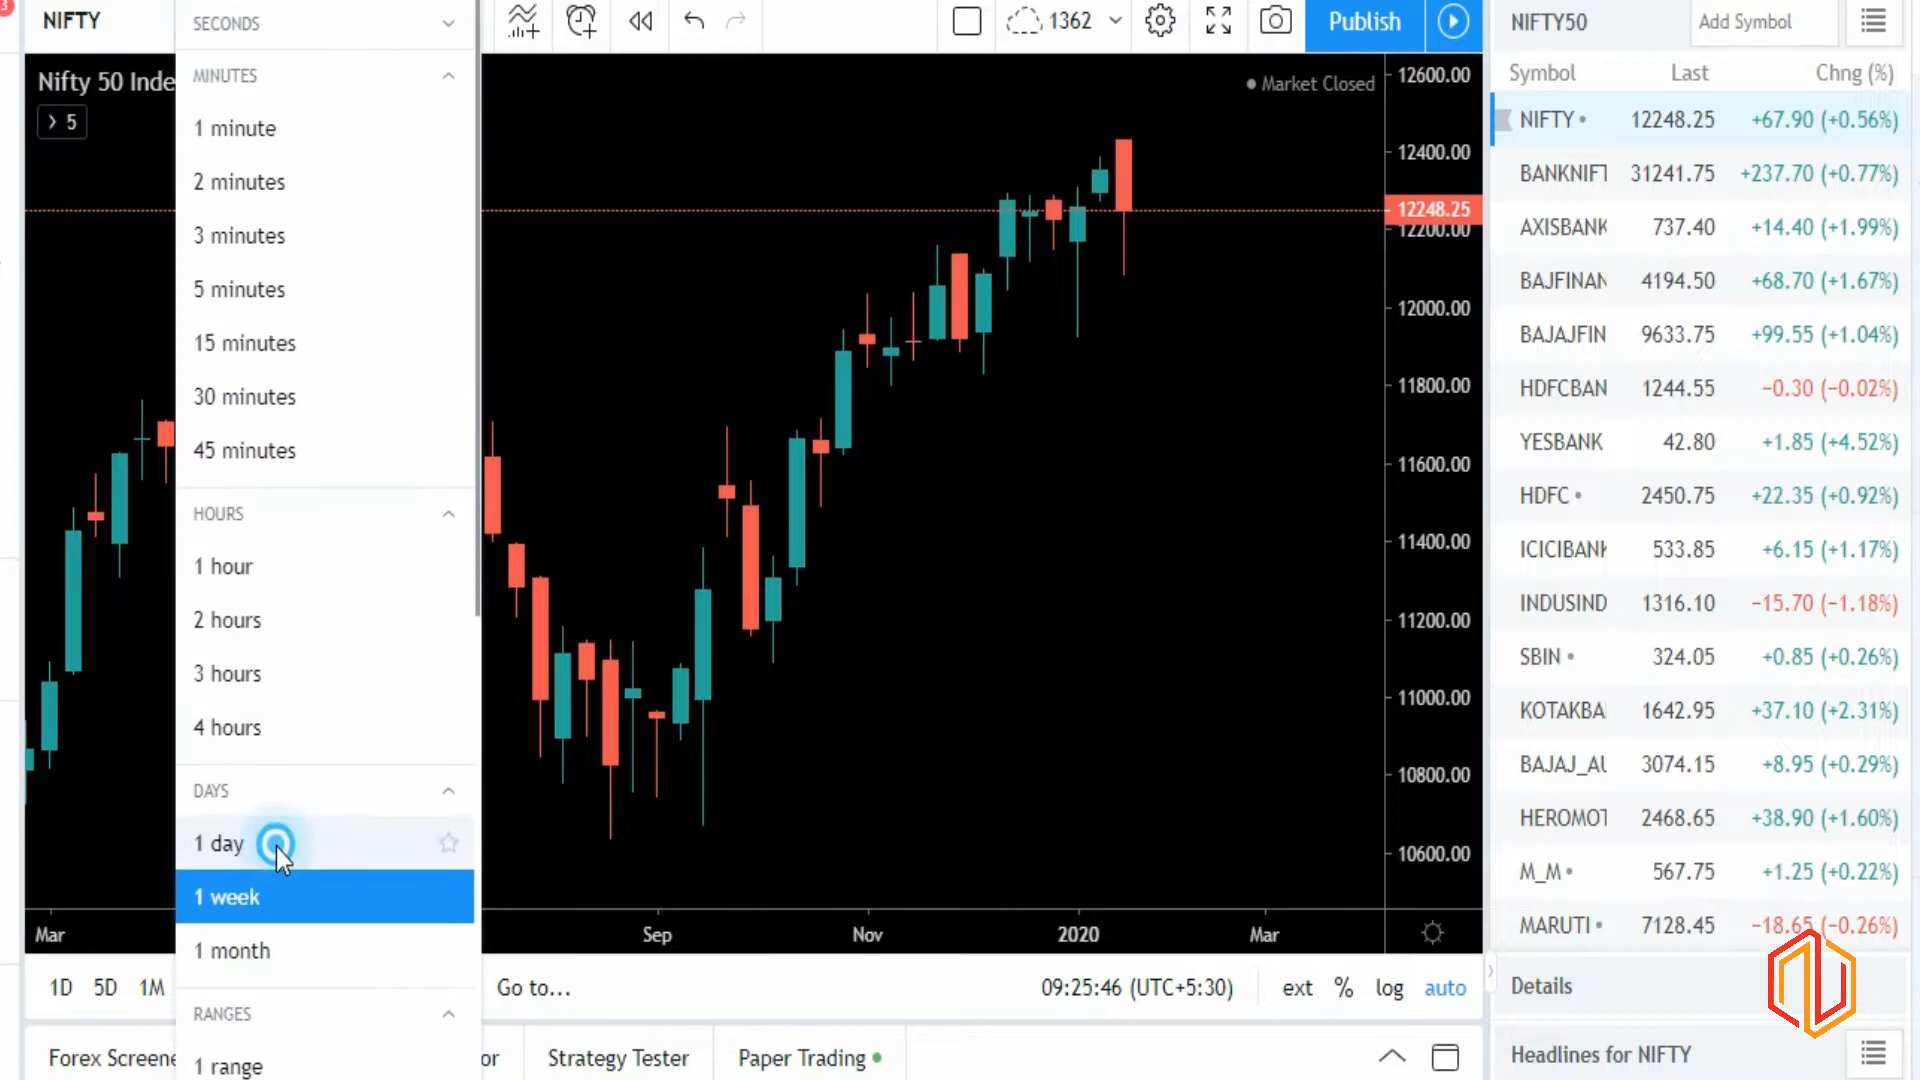 3
NIFTY
Nifty 50 Inde
5
SECONDS
MINUTES
1 minute
2 minutes
3 minutes
5 minutes
15 minutes
30 minutes
45 minutes
HOURS
1 hour
2 hours
3 hours
4 hours
DAYS
1 day
1 week
1 month
RANGES
1 range
1362
Publish
Market Closed
12600.00
12400.00
12248.25
12200.00
12000.00
11800.00
11600.00
11400.00
11200.00
11000.00
10800.00
10600.00
Mar
Sep
Nov
2020
Mar
1D 5D 1M
Go to...
09:25:46 (UTC+5:30)
ext % log auto
Forex Screene
or
Strategy Tester
Paper Trading
NIFTY50
Add Symbol
Symbol Last Chng (%)
NIFTY 12248.25 +67.90 (+0.56%)
BANKNIFT 31241.75 +237.70 (+0.77%)
AXISBANK 737.40 +14.40 (+1.99%)
BAJFINAN 4194.50 +68.70 (+1.67%)
BAJAJFIN 9633.75 +99.55 (+1.04%)
HDFCBAN 1244.55 −0.30 (−0.02%)
YESBANK 42.80 +1.85 (+4.52%)
HDFC 2450.75 +22.35 (+0.92%)
ICICIBANK 533.85 +6.15 (+1.17%)
INDUSIND 1316.10 −15.70 (−1.18%)
SBIN 324.05 +0.85 (+0.26%)
KOTAKBA 1642.95 +37.10 (+2.31%)
BAJAJ_AU 3074.15 +8.95 (+0.29%)
HEROMOT 2468.65 +38.90 (+1.60%)
M_M 567.75 +1.25 (+0.22%)
MARUTI 7128.45 −18.65 (−0.26%)
Details
Headlines for NIFTY